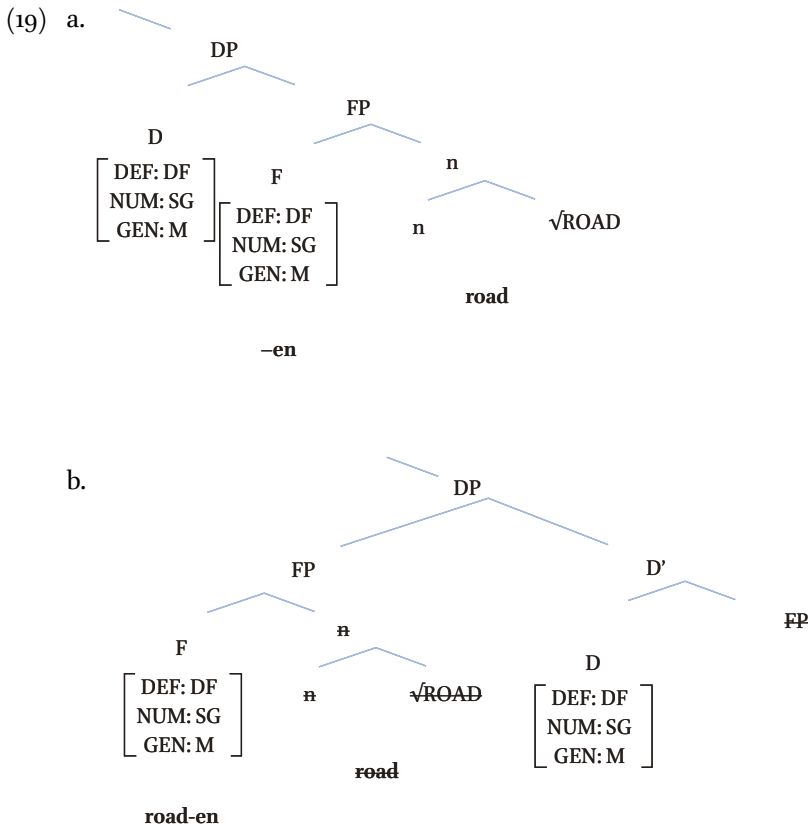 (19) a.
DP
FP
D
n
DEF: DF
F
NUM: SG
DEF: DF
n
√ROAD
GEN: M
NUM: SG
GEN: M
road
–en
b.
DP
FP
D’
FP
n
F
D
DEF: DF
n
√ROAD
DEF: DF
NUM: SG
NUM: SG
GEN: M
GEN: M
road
road-en